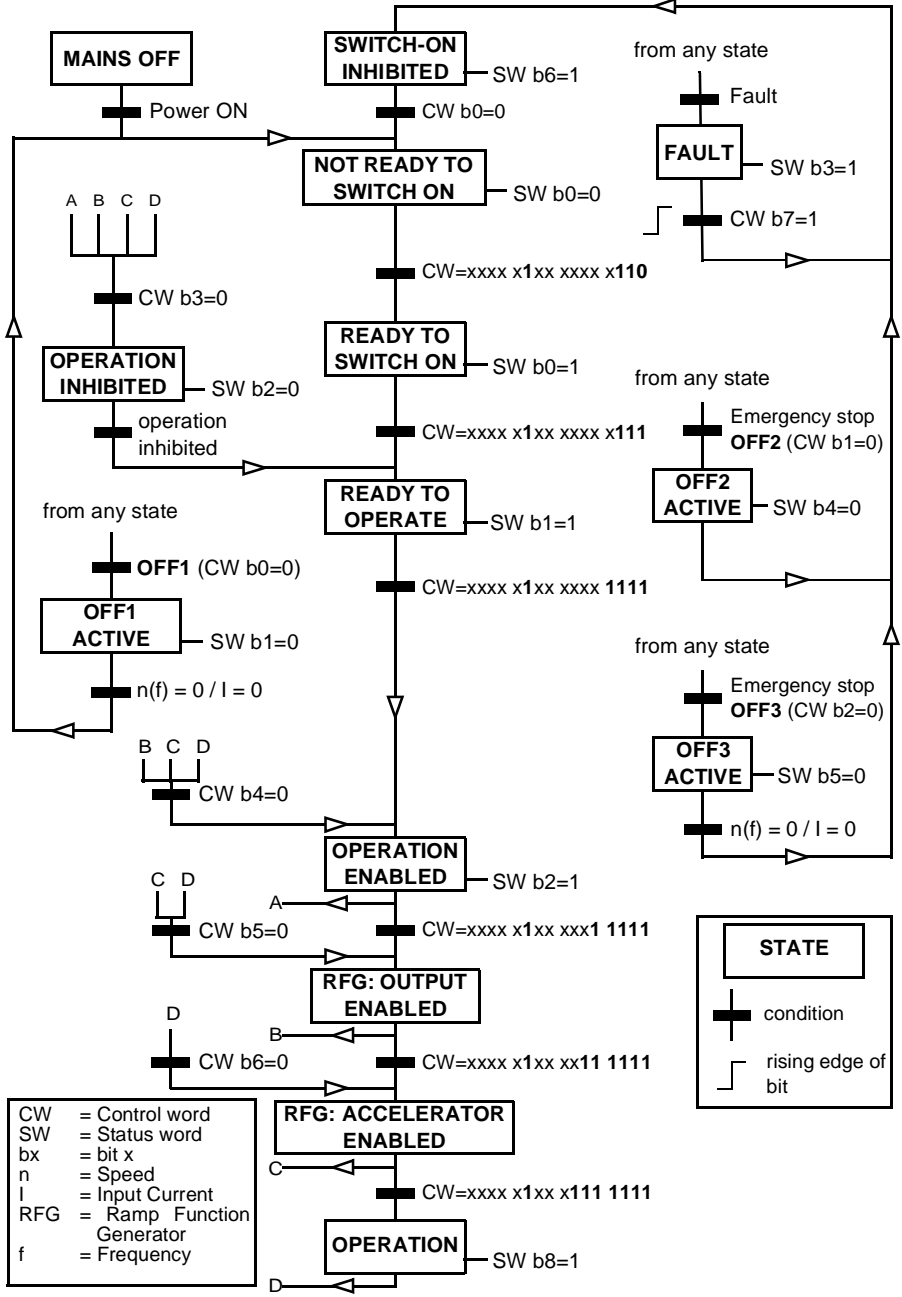 MAINS OFF
Power ON
SWITCH-ON
INHIBITED
SW b6=1
CW b0=0
from any state
Fault
FAULT
SW b3=1
CW b7=1
NOT READY TO
SWITCH ON
SW b0=0
A B C D
CW b3=0
CW=xxxx x1xx xxxx x110
OPERATION
INHIBITED
SW b2=0
operation
inhibited
READY TO
SWITCH ON
SW b0=1
CW=xxxx x1xx xxxx x111
from any state
Emergency stop
OFF2 (CW b1=0)
OFF2
ACTIVE
SW b4=0
READY TO
OPERATE
SW b1=1
CW=xxxx x1xx xxxx 1111
from any state
OFF1 (CW b0=0)
OFF1
ACTIVE
SW b1=0
n(f) = 0 / I = 0
from any state
Emergency stop
OFF3 (CW b2=0)
OFF3
ACTIVE
SW b5=0
n(f) = 0 / I = 0
B C D
CW b4=0
OPERATION
ENABLED
SW b2=1
A
CW=xxxx x1xx xxx1 1111
C D
CW b5=0
RFG: OUTPUT
ENABLED
B
CW=xxxx x1xx xx11 1111
D
CW b6=0
RFG: ACCELERATOR
ENABLED
C
CW=xxxx x1xx x111 1111
OPERATION
SW b8=1
D
STATE
condition
rising edge of
bit
CW = Control word
SW = Status word
bx = bit x
n = Speed
I = Input Current
RFG = Ramp Function
Generator
f = Frequency